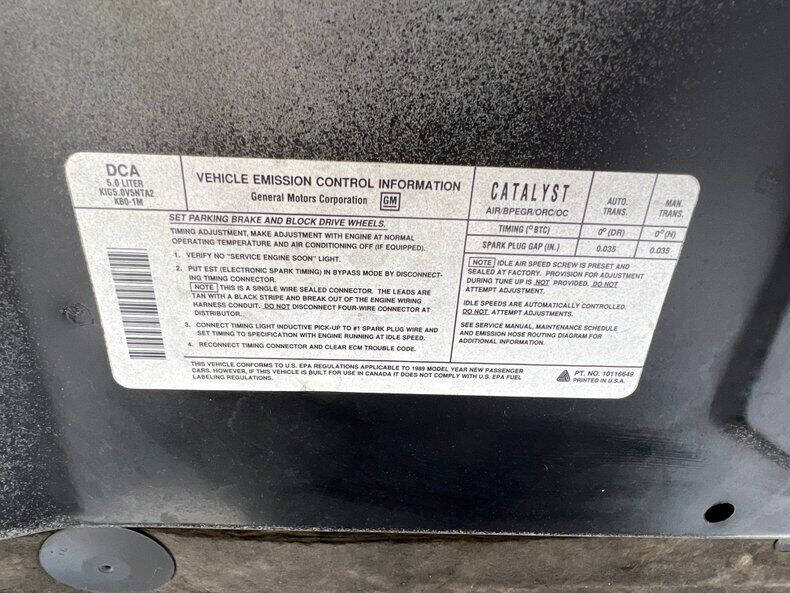 DCA
5.0 LITER
KIG5.0V5NTA2
KBO-1M
VEHICLE EMISSION CONTROL INFORMATION
General Motors Corporation GM
CATALYST
AIR/BPEGR/ORC/OC
AUTO. TRANS.
MAN. TRANS.
TIMING (°BTC) 0° (DR) 0° (N)
SPARK PLUG GAP (IN.) 0.035 0.035
SET PARKING BRAKE AND BLOCK DRIVE WHEELS.
TIMING ADJUSTMENT, MAKE ADJUSTMENT WITH ENGINE AT NORMAL
OPERATING TEMPERATURE AND AIR CONDITIONING OFF (IF EQUIPPED).
1. VERIFY NO "SERVICE ENGINE SOON" LIGHT.
2. PUT EST (ELECTRONIC SPARK TIMING) IN BYPASS MODE BY DISCONNECT-
ING TIMING CONNECTOR.
NOTE THIS IS A SINGLE WIRE SEALED CONNECTOR. THE LEADS ARE
TAN WITH A BLACK STRIPE AND BREAK OUT OF THE ENGINE WIRING
HARNESS CONDUIT. DO NOT DISCONNECT FOUR-WIRE CONNECTOR AT
DISTRIBUTOR.
3. CONNECT TIMING LIGHT INDUCTIVE PICK-UP TO #1 SPARK PLUG WIRE AND
SET TIMING TO SPECIFICATION WITH ENGINE RUNNING AT IDLE SPEED.
4. RECONNECT TIMING CONNECTOR AND CLEAR ECM TROUBLE CODE.
NOTE IDLE AIR SPEED SCREW IS PRESET AND
SEALED AT FACTORY. PROVISION FOR ADJUSTMENT
DURING TUNE UP IS NOT PROVIDED. DO NOT
ATTEMPT ADJUSTMENT.
IDLE SPEEDS ARE AUTOMATICALLY CONTROLLED.
DO NOT ATTEMPT ADJUSTMENTS.
SEE SERVICE MANUAL, MAINTENANCE SCHEDULE
AND EMISSION HOSE ROUTING DIAGRAM FOR
ADDITIONAL INFORMATION.
THIS VEHICLE CONFORMS TO U.S. EPA REGULATIONS APPLICABLE TO 1989 MODEL YEAR NEW PASSENGER
CARS. HOWEVER, IF THIS VEHICLE IS BUILT FOR USE IN CANADA IT DOES NOT COMPLY WITH U.S. EPA FUEL
LABELING REGULATIONS.
PT. NO. 10116649
PRINTED IN U.S.A.